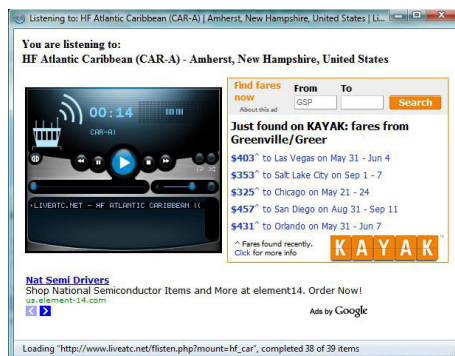 Listening to: HF Atlantic Caribbean (CAR-A) | Amherst, New Hampshire, United States | Li...
You are listening to:
HF Atlantic Caribbean (CAR-A) - Amherst, New Hampshire, United States
00:14
CAR-A)
•LIVEATC.NET - HF ATLANTIC CARIBBEAN ((
Find fares now
About this ad
From
To
GSP
Search
Just found on KAYAK: fares from
Greenville/Greer
$403^ to Las Vegas on May 31 - Jun 4
$353^ to Salt Lake City on Sep 1 - 7
$325^ to Chicago on May 21 - 24
$457^ to San Diego on Aug 31 - Sep 11
$431^ to Orlando on May 31 - Jun 7
^ Fares found recently.
Click for more info
KAYAK
Nat Semi Drivers
Shop National Semiconductor Items and More at element14. Order Now!
us.element-14.com
Ads by Google
Loading "http://www.liveatc.net/flisten.php?mount=hf_car", completed 38 of 39 items